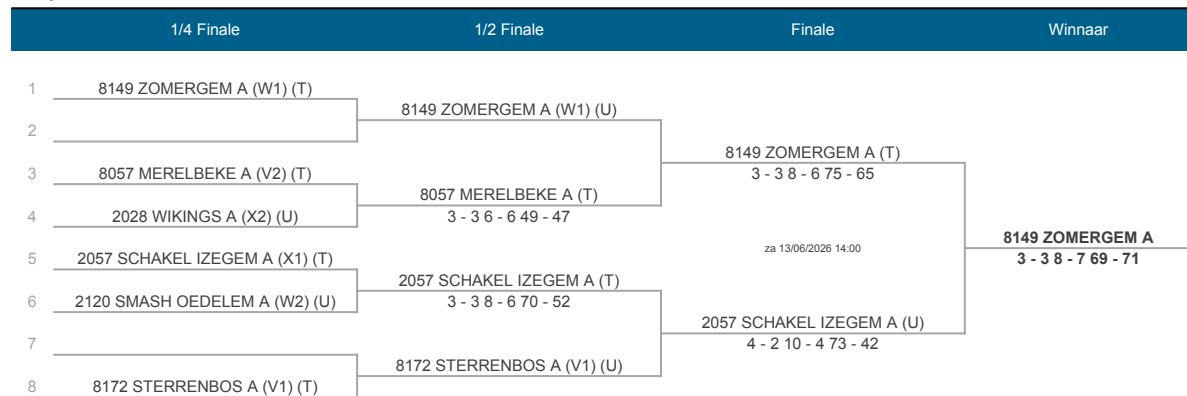 1/4 Finale 1/2 Finale Finale Winnaar
1 8149 ZOMERGEM A (W1) (T)
8149 ZOMERGEM A (W1) (U)
2
8149 ZOMERGEM A (T)
3 8057 MERELBEKE A (V2) (T)
3 - 3 8 - 6 75 - 65
8057 MERELBEKE A (T)
4 2028 WIKINGS A (X2) (U)
3 - 3 6 - 6 49 - 47
8149 ZOMERGEM A
za 13/06/2026 14:00
5 2057 SCHAKEL IZEGEM A (X1) (T)
3 - 3 8 - 7 69 - 71
2057 SCHAKEL IZEGEM A (T)
6 2120 SMASH OEDELEM A (W2) (U)
3 - 3 8 - 6 70 - 52
2057 SCHAKEL IZEGEM A (U)
7
4 - 2 10 - 4 73 - 42
8172 STERRENBOS A (V1) (U)
8 8172 STERRENBOS A (V1) (T)